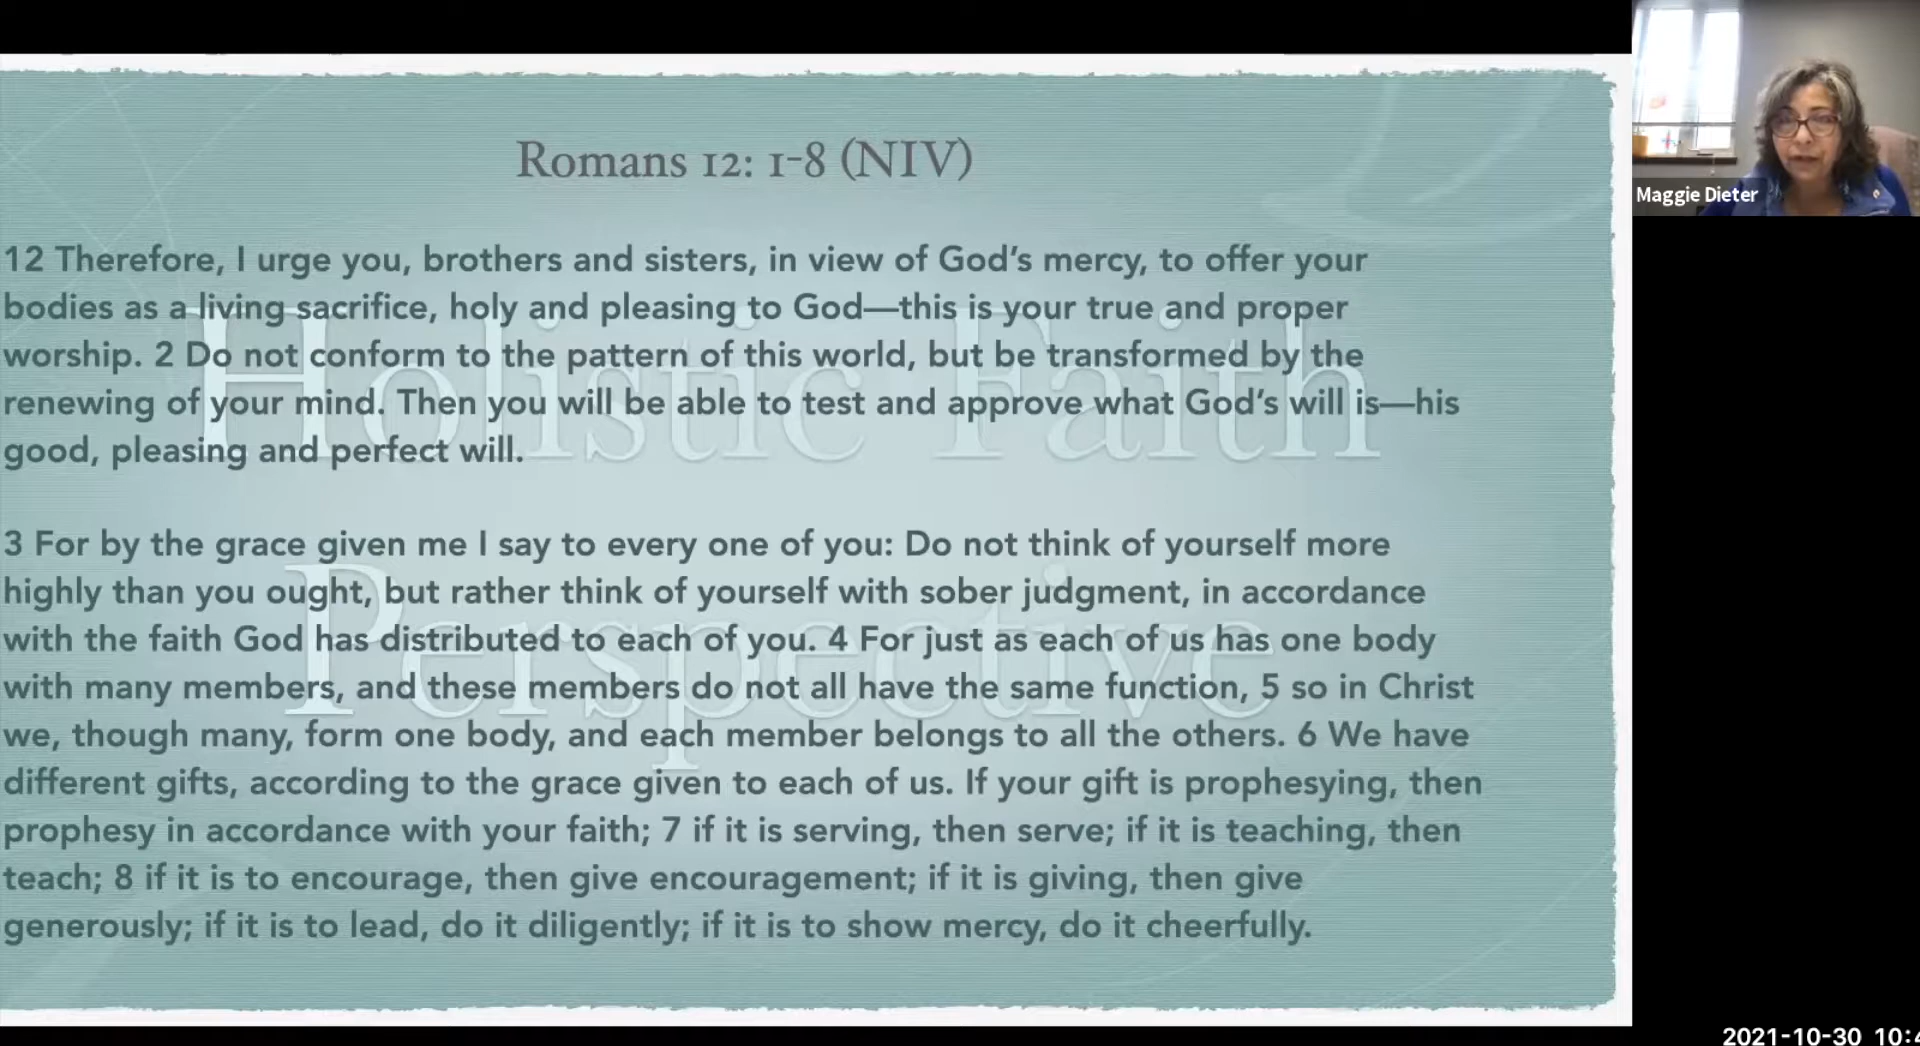 Romans 12: 1-8 (NIV)
12 Therefore, I urge you, brothers and sisters, in view of God's mercy, to offer your
bodies as a living sacrifice, holy and pleasing to God—this is your true and proper
worship. 2 Do not conform to the pattern of this world, but be transformed by the
renewing of your mind. Then you will be able to test and approve what God's will is—his
good, pleasing and perfect will.
3 For by the grace given me I say to every one of you: Do not think of yourself more
highly than you ought, but rather think of yourself with sober judgment, in accordance
with the faith God has distributed to each of you. 4 For just as each of us has one body
with many members, and these members do not all have the same function, 5 so in Christ
we, though many, form one body, and each member belongs to all the others. 6 We have
different gifts, according to the grace given to each of us. If your gift is prophesying, then
prophesy in accordance with your faith; 7 if it is serving, then serve; if it is teaching, then
teach; 8 if it is to encourage, then give encouragement; if it is giving, then give
generously; if it is to lead, do it diligently; if it is to show mercy, do it cheerfully.
Holistic Faith
Perspective
Maggie Dieter
2021-10-30 10:4